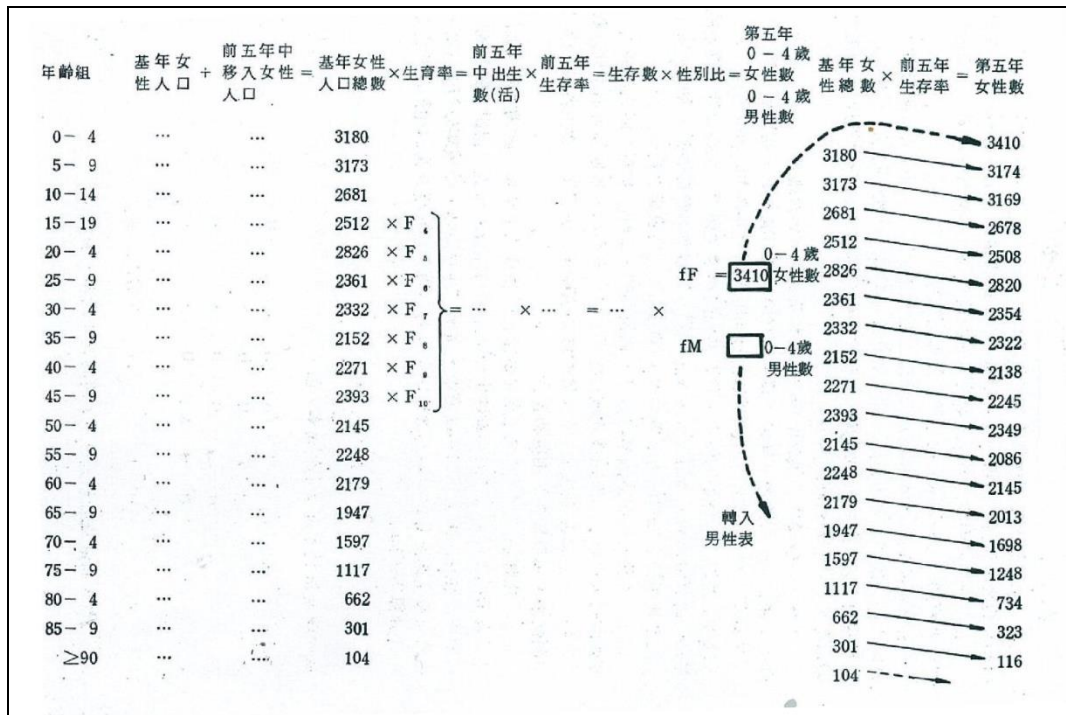 年齡組 基年女性人口 + 前五年中移入女性人口 = 基年女性人口總數 × 生育率 = 前五年中出生數(活) × 前五年生存率 = 生存數 × 性別比 = 第五年0-4歲女性數 0-4歲男性數 基年女性總數 × 前五年生存率 = 第五年女性數
0-4 … … 3180 3410
5-9 … … 3173 3180 3174
10-14 … … 2681 3173 3169
15-19 … … 2512 × F₄ 2681 2678
20-4 … … 2826 × F₅ 2512 2508
25-9 … … 2361 × F₆ fF = 3410 0-4歲女性數 2826 2820
30-4 … … 2332 × F₇ = … × … = … × 2361 2354
35-9 … … 2152 × F₈ fM 0-4歲男性數 2332 2322
40-4 … … 2271 × F₉ 2152 2138
45-9 … … 2393 × F₁₀ 2271 2245
50-4 … … 2145 2393 2349
55-9 … … 2248 2145 2086
60-4 … … 2179 2248 2145
65-9 … … 1947 轉入男性表 2179 2013
70-4 … … 1597 1947 1698
75-9 … … 1117 1597 1248
80-4 … … 662 1117 734
85-9 … … 301 662 323
≥90 … … 104 301 116
104